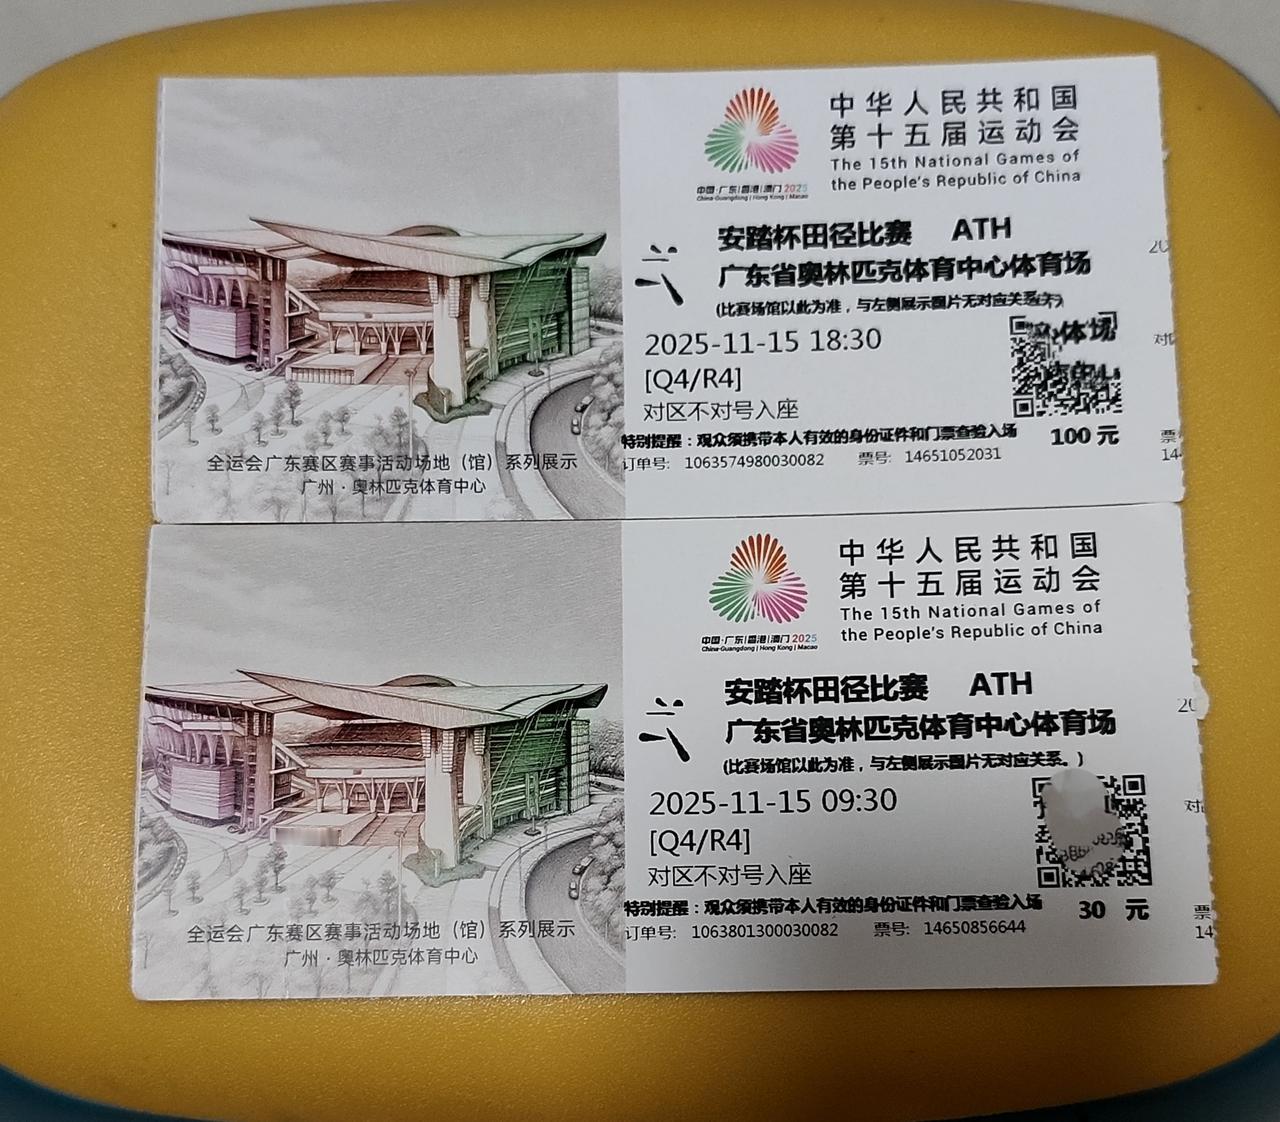 中华人民共和国
第十五届运动会
The 15th National Games of
the People's Republic of China
中国·广东|香港|澳门 2025
China·Guangdong | Hong Kong | Macao
安踏杯田径比赛 ATH
广东省奥林匹克体育中心体育场
(比赛场馆以此为准，与左侧展示图片无对应关系
2025-11-15 18:30
[Q4/R4]
对区不对号入座
特别提醒：观众须携带本人有效的身份证件和门票查验入场
100 元
订单号: 1063574980030082 票号: 14651052031
票
14
全运会广东赛区赛事活动场地（馆）系列展示
广州·奥林匹克体育中心
中华人民共和国
第十五届运动会
The 15th National Games of
the People's Republic of China
中国·广东|香港|澳门 2025
China·Guangdong | Hong Kong | Macao
安踏杯田径比赛 ATH
广东省奥林匹克体育中心体育场
(比赛场馆以此为准，与左侧展示图片无对应关系。)
2025-11-15 09:30
[Q4/R4]
对区不对号入座
特别提醒：观众须携带本人有效的身份证件和门票查验入场
30 元
订单号: 1063801300030082 票号: 14650856644
票
14
全运会广东赛区赛事活动场地（馆）系列展示
广州·奥林匹克体育中心